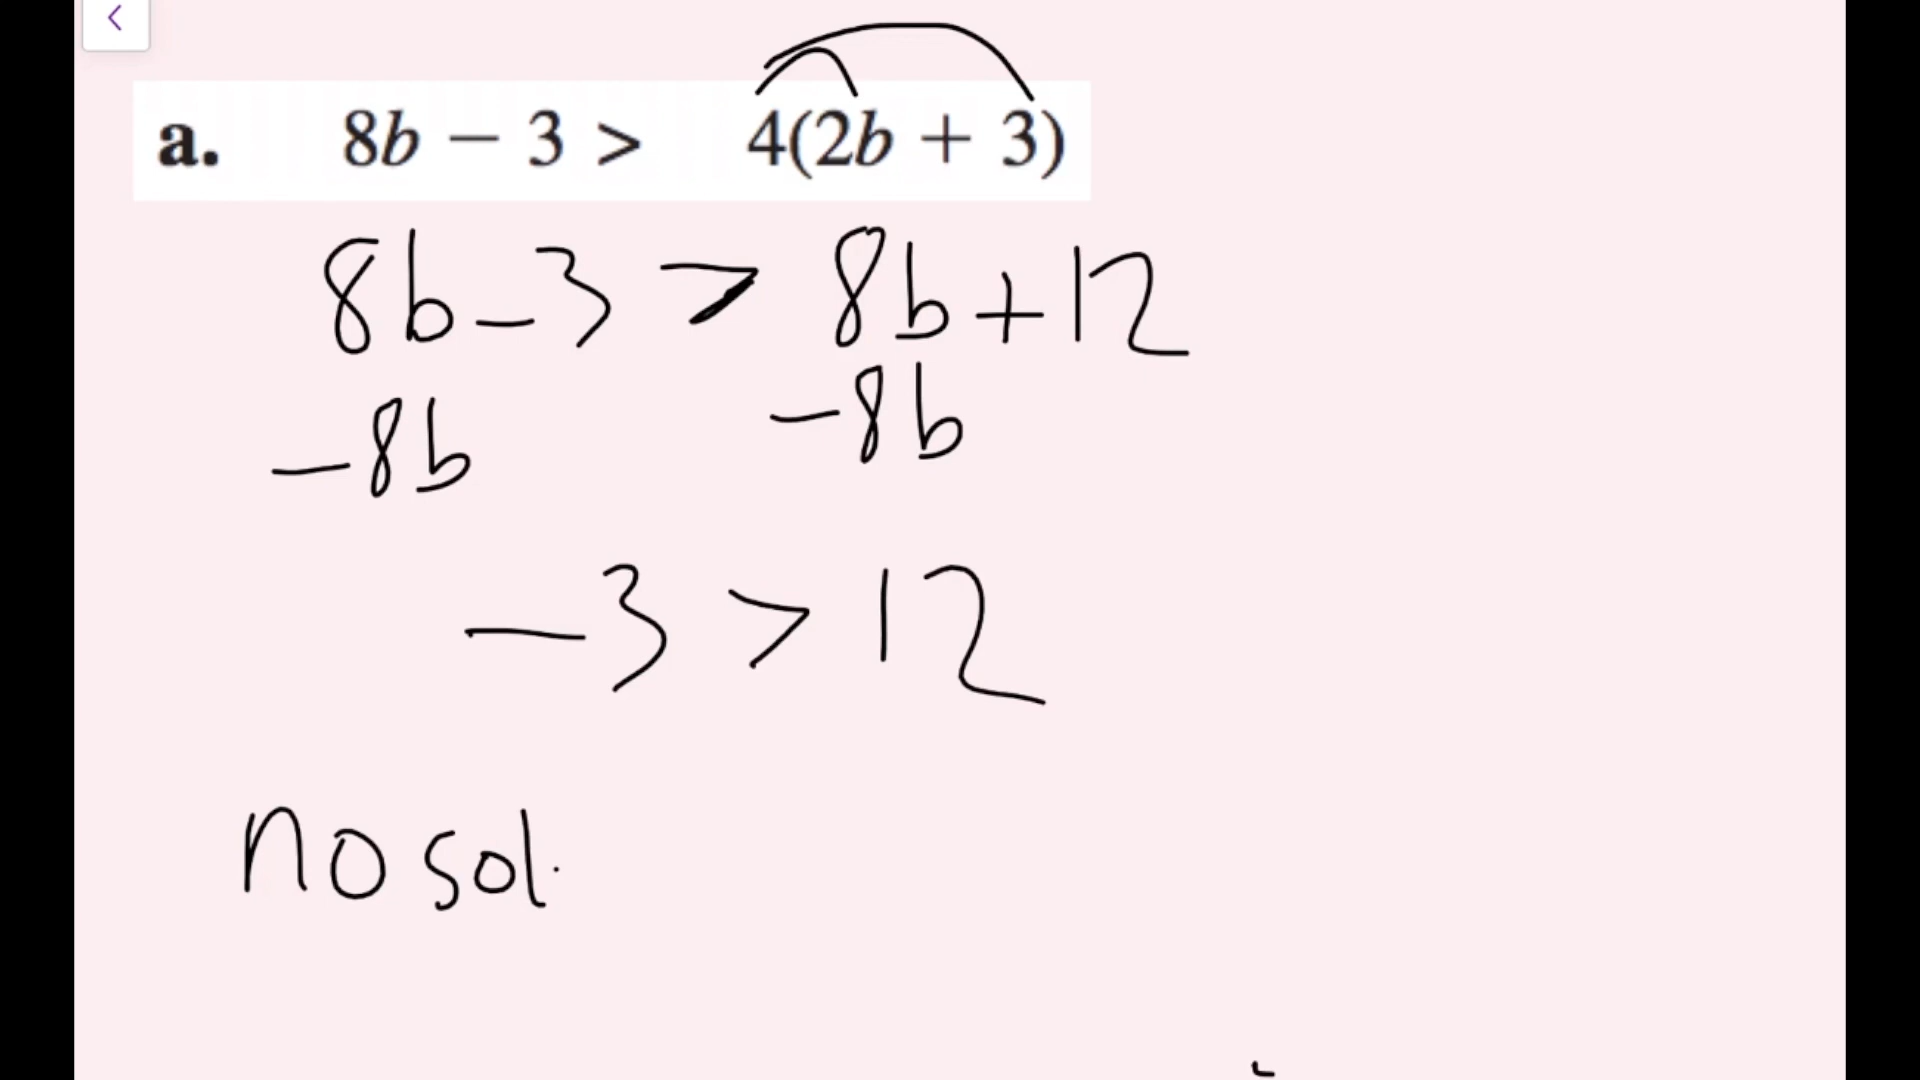 a. 8b − 3 > 4(2b + 3)
8b − 3 > 8b + 12
−8b −8b
−3 > 12
no sol.